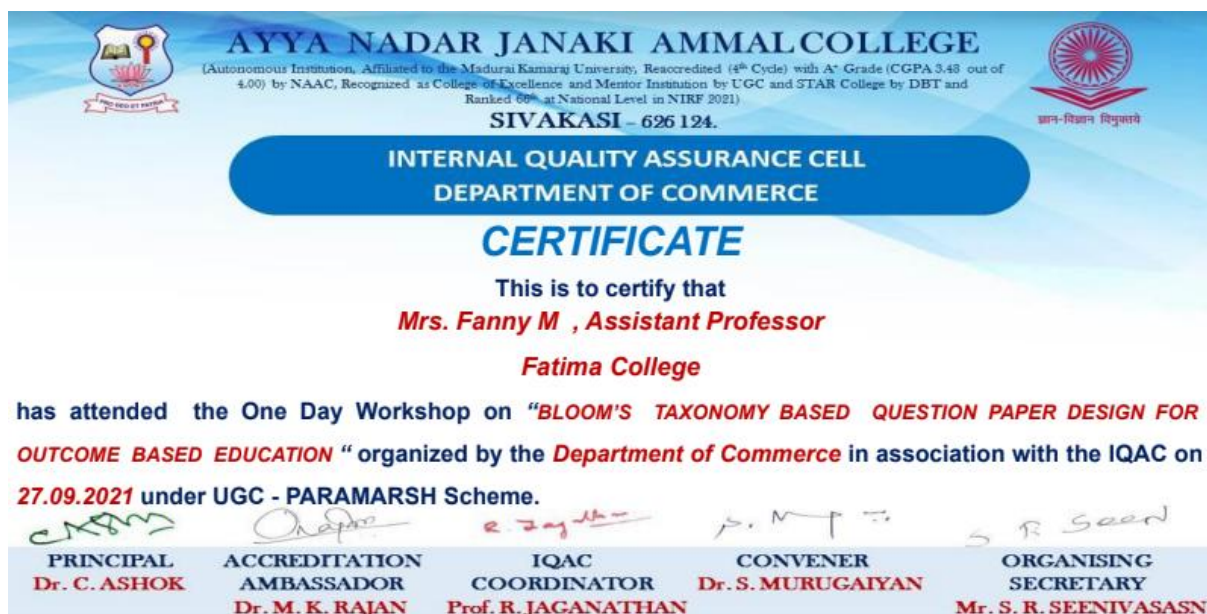 AYYA NADAR JANAKI AMMAL COLLEGE
(Autonomous Institution, Affiliated to the Madurai Kamaraj University, Reaccredited (4th Cycle) with A+ Grade (CGPA 3.48 out of
4.00) by NAAC, Recognized as College of Excellence and Mentor Institution by UGC and STAR College by DBT and
Ranked 66th at National Level in NIRF 2021)
SIVAKASI – 626 124.
PRO DEO ET PATRIA
ज्ञान-विज्ञान विमुक्तये
INTERNAL QUALITY ASSURANCE CELL
DEPARTMENT OF COMMERCE
CERTIFICATE
This is to certify that
Mrs. Fanny M , Assistant Professor
Fatima College
has attended the One Day Workshop on “BLOOM’S TAXONOMY BASED QUESTION PAPER DESIGN FOR
OUTCOME BASED EDUCATION “ organized by the Department of Commerce in association with the IQAC on
27.09.2021 under UGC - PARAMARSH Scheme.
PRINCIPAL ACCREDITATION IQAC CONVENER ORGANISING
Dr. C. ASHOK AMBASSADOR COORDINATOR Dr. S. MURUGAIYAN SECRETARY
Dr. M. K. RAJAN Prof. R. JAGANATHAN Mr. S. R. SEENIVASASN